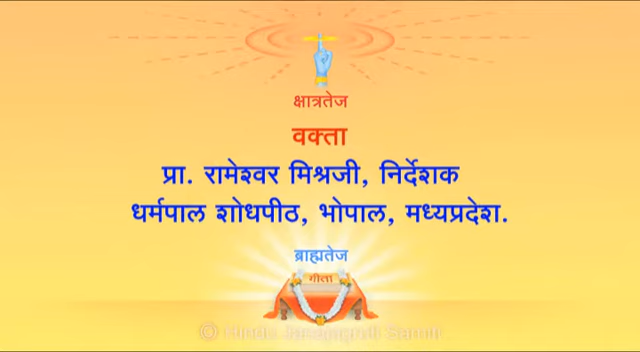 क्षात्रतेज
वक्ता
प्रा. रामेश्वर मिश्रजी, निर्देशक
धर्मपाल शोधपीठ, भोपाल, मध्यप्रदेश.
ब्राह्मतेज
गीता
© Hindu Janajagruti Samiti